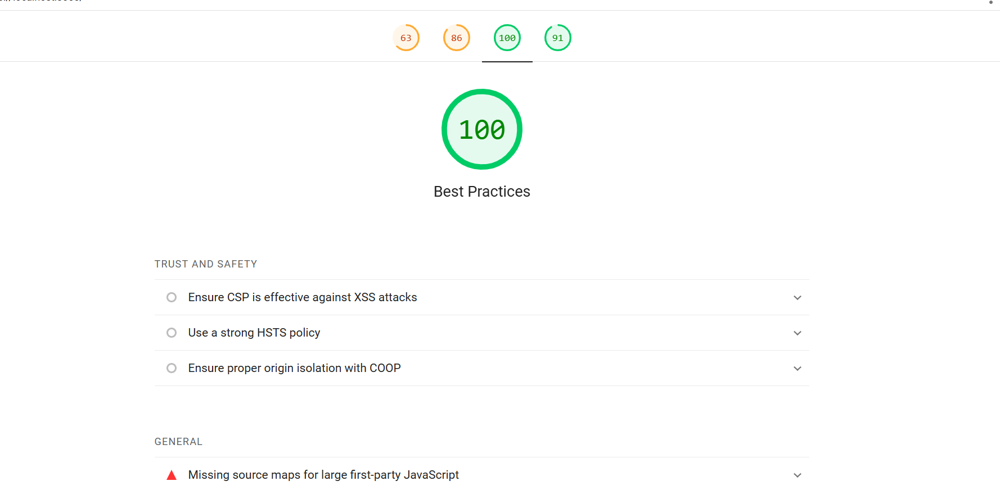 63 86 100 91
100
Best Practices
TRUST AND SAFETY
Ensure CSP is effective against XSS attacks
Use a strong HSTS policy
Ensure proper origin isolation with COOP
GENERAL
Missing source maps for large first-party JavaScript